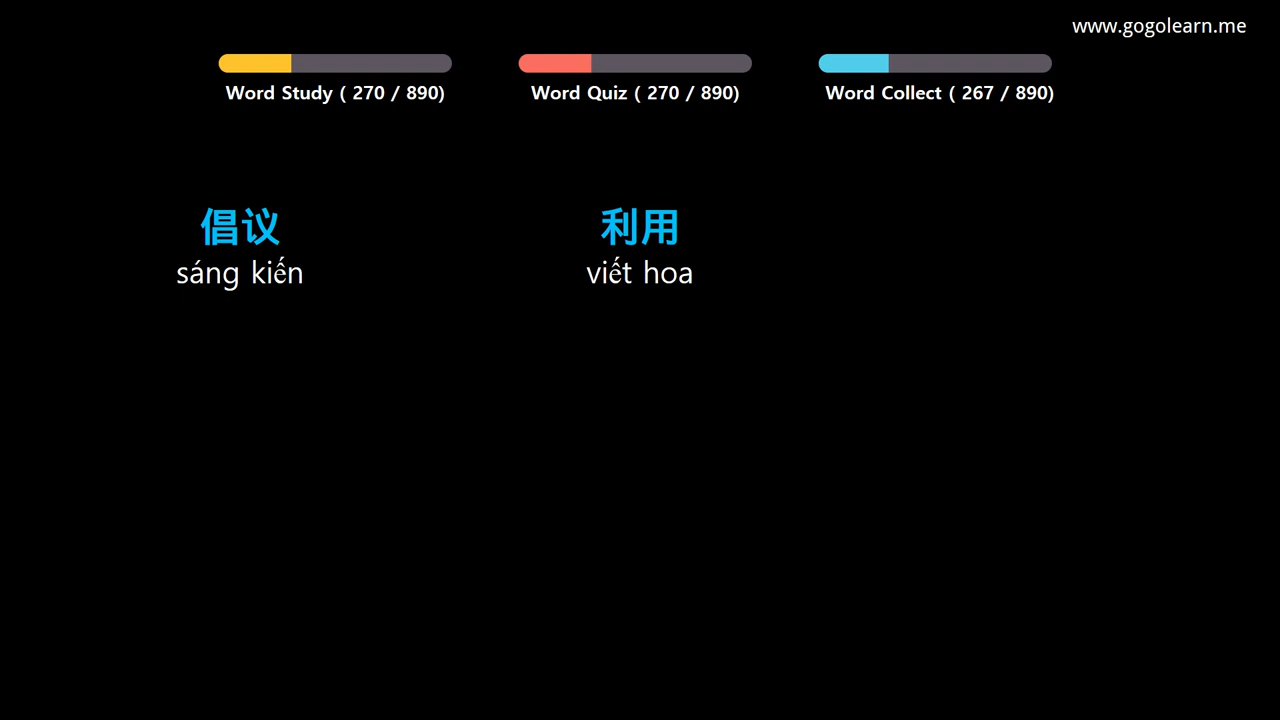 www.gogolearn.me
Word Study ( 270 / 890)
Word Quiz ( 270 / 890)
Word Collect ( 267 / 890)
倡议
sáng kiến
利用
viết hoa